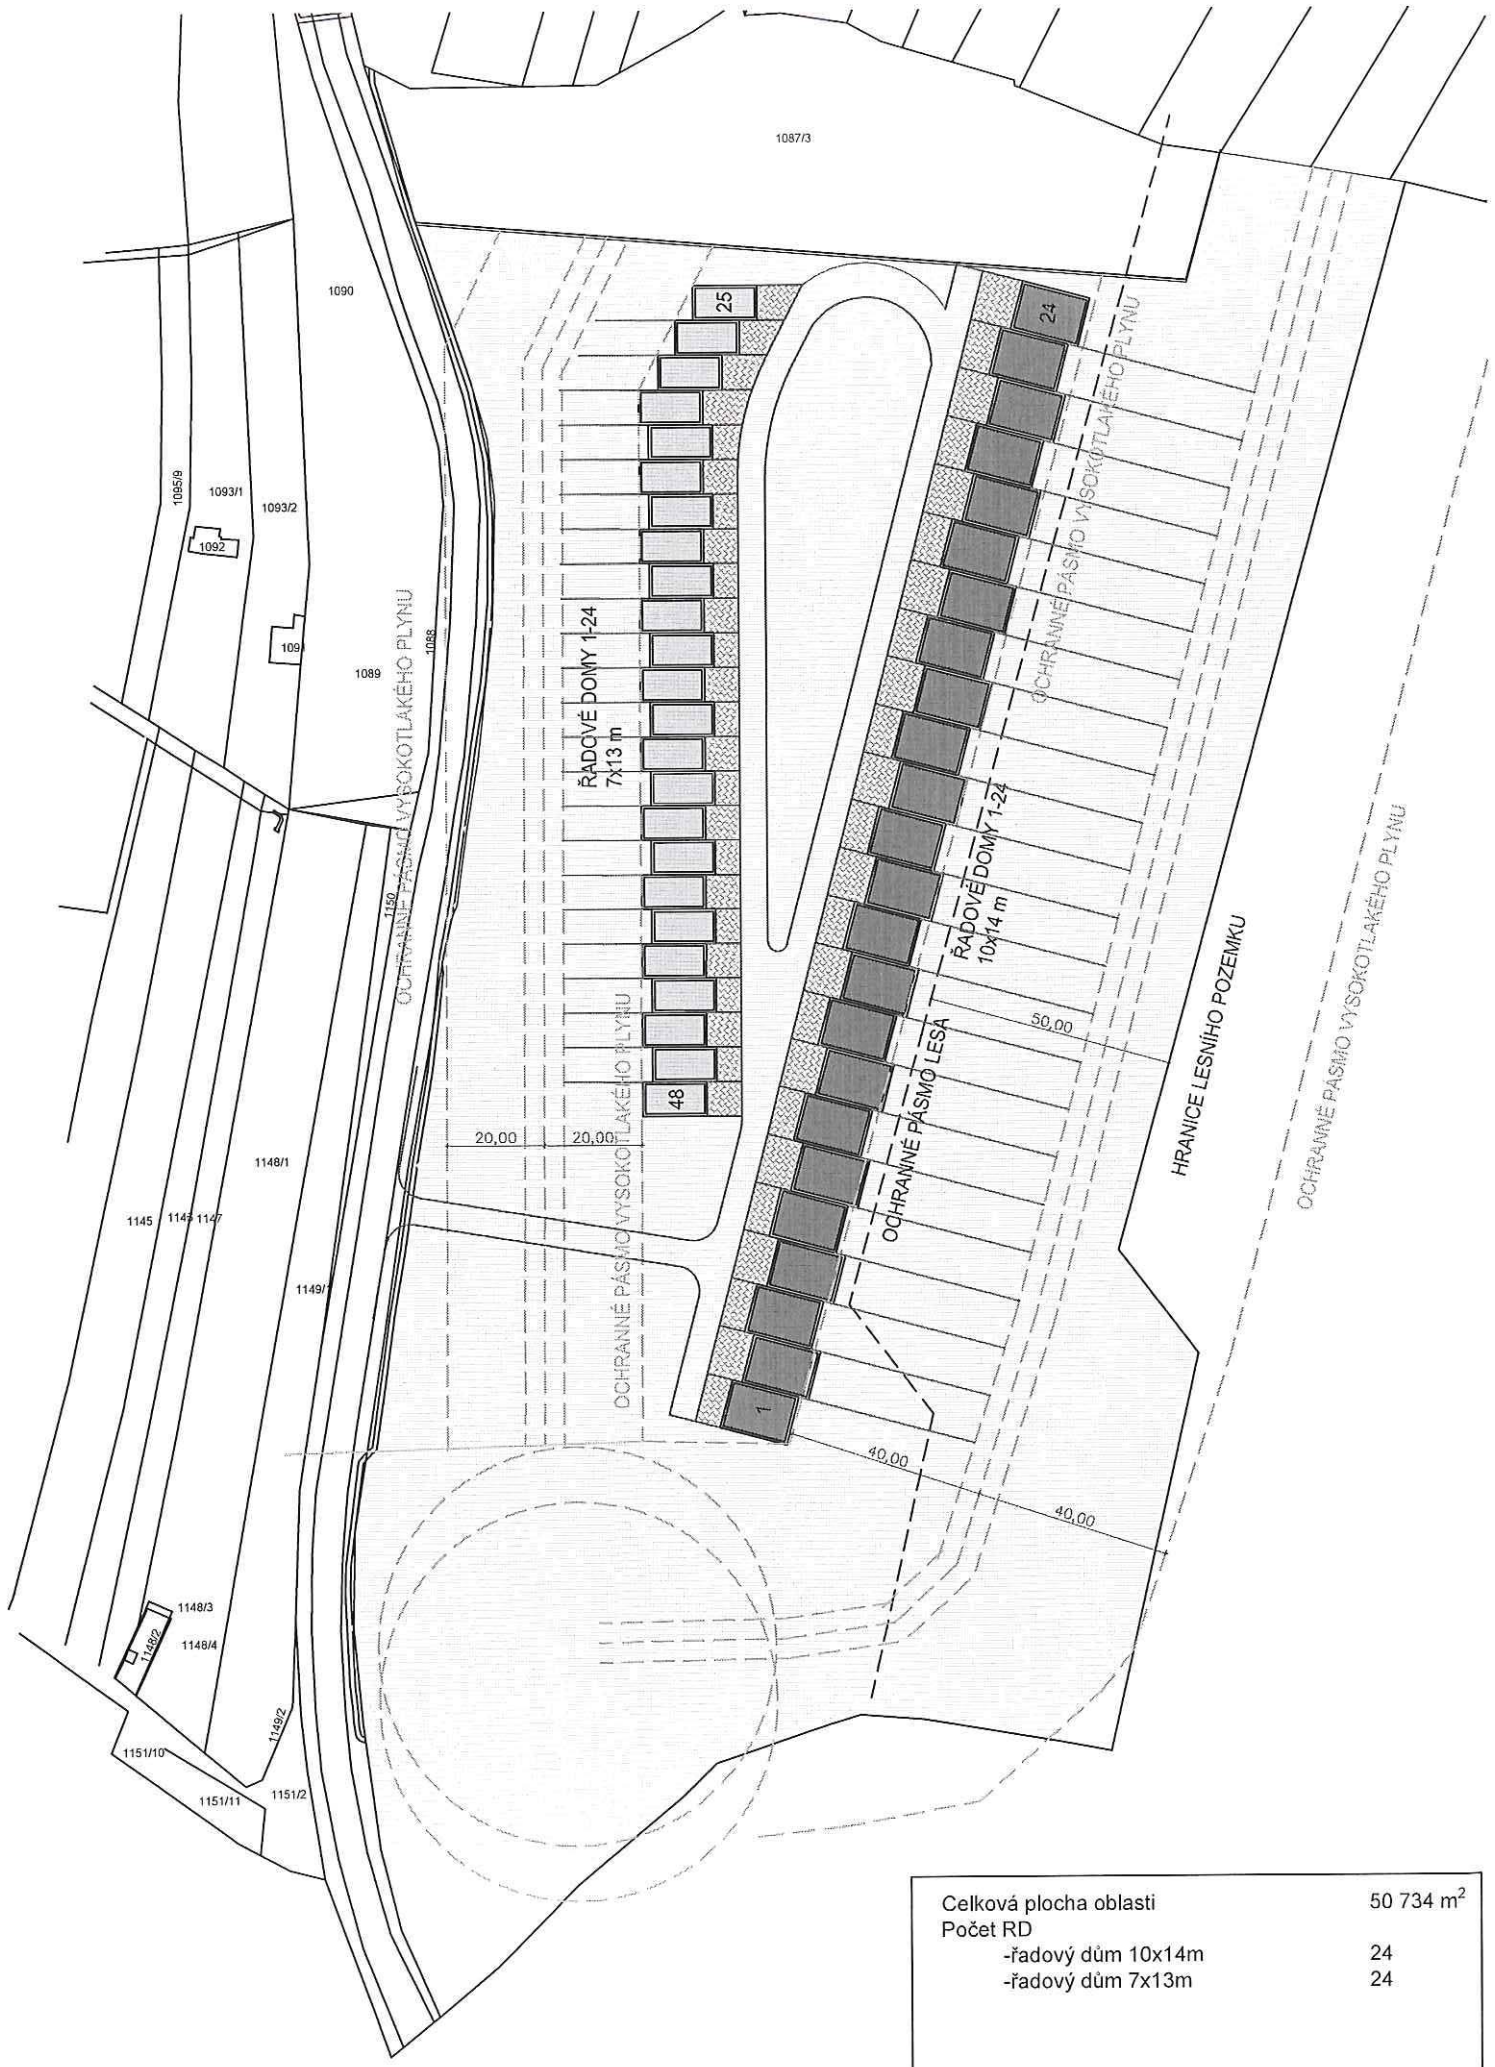 1087/3
1090
25
24
OCHRANNÉ PÁSMO VYSOKOTLAKÉHO PLYNU
1095/9
1093/1
1093/2
1092
1091
1089
1088
OCHRANNÉ PÁSMO VYSOKOTLAKÉHO PLYNU
ŘADOVÉ DOMY 1-24
7x13 m
ŘADOVÉ DOMY 1-24
10x14 m
1150
50,00
OCHRANNÉ PÁSMO LESA
HRANICE LESNÍHO POZEMKU
OCHRANNÉ PÁSMO VYSOKOTLAKÉHO PLYNU
OCHRANNÉ PÁSMO VYSOKOTLAKÉHO PLYNU
48
20,00
20,00
1148/1
1145
1146
1147
1149/1
1
40,00
40,00
1148/3
1148/2
1148/4
1149/2
1151/10
1151/11
1151/2
Celková plocha oblasti 50 734 m²
Počet RD
-řadový dům 10x14m 24
-řadový dům 7x13m 24